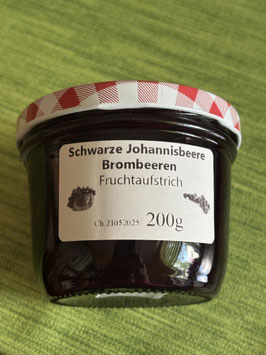 Schwarze Johannisbeere
Brombeeren
Fruchtaufstrich
Ch.21052025 200g